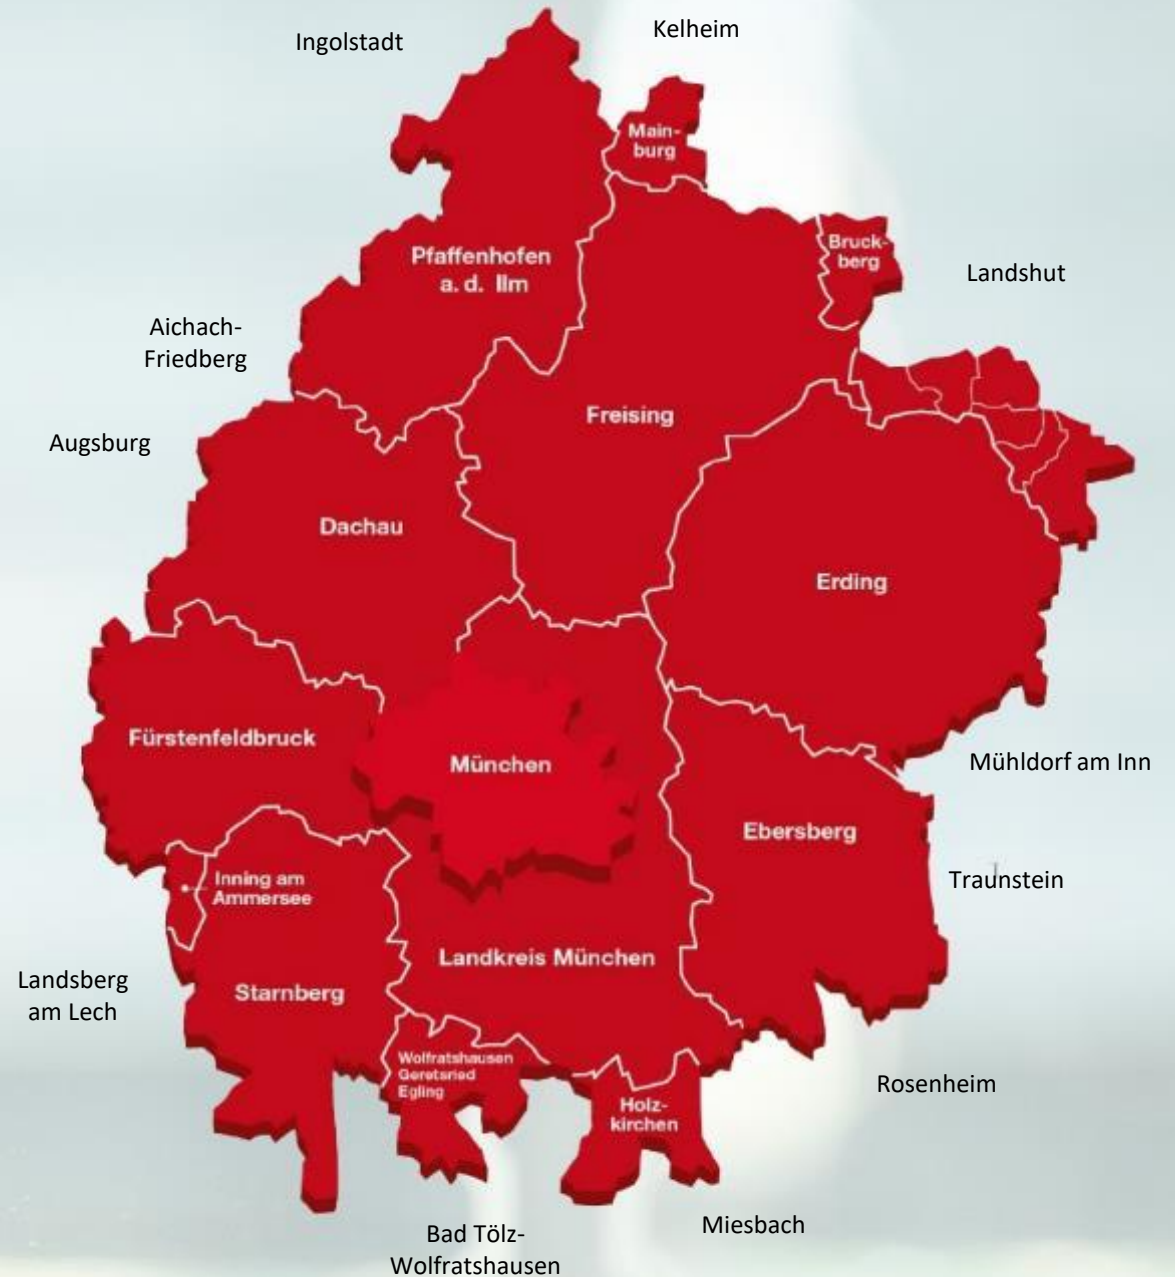 Ingolstadt
Kelheim
Main-
burg
Bruck-
berg
Pfaffenhofen
a. d. Ilm
Landshut
Aichach-
Friedberg
Freising
Augsburg
Dachau
Erding
Fürstenfeldbruck
München
Mühldorf am Inn
Ebersberg
Inning am
Ammersee
Traunstein
Landkreis München
Landsberg
am Lech
Starnberg
Wolfratshausen
Geretsried
Egling
Rosenheim
Holz-
kirchen
Miesbach
Bad Tölz-
Wolfratshausen